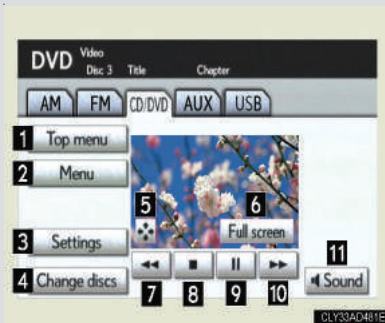 DVD Video
Disc 3 Title Chapter
AM FM CD/DVD AUX USB
1 Top menu
2 Menu
5 6
3 Settings Full screen
11
4 Change discs Sound
7 8 9 10
CLY33AD481E